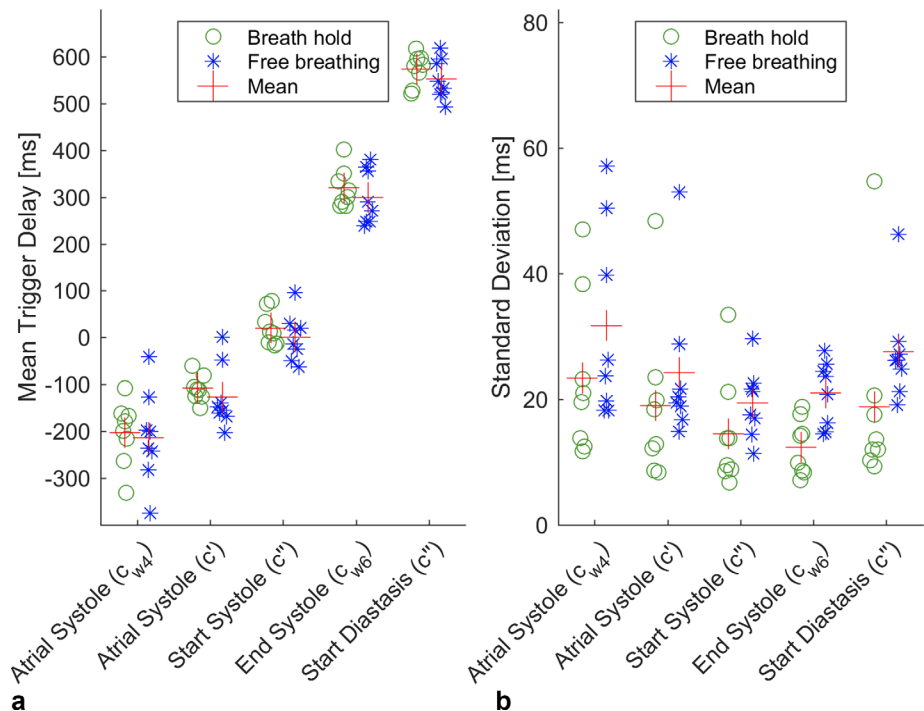 Breath hold
Free breathing
Mean
Mean Trigger Delay [ms]
600
500
400
300
200
100
0
-100
-200
-300
Atrial Systole (c_w4)
Atrial Systole (c')
Start Systole (c'')
End Systole (c_w6)
Start Diastasis (c'')
a
Breath hold
Free breathing
Mean
Standard Deviation [ms]
80
60
40
20
0
Atrial Systole (c_w4)
Atrial Systole (c')
Start Systole (c'')
End Systole (c_w6)
Start Diastasis (c'')
b